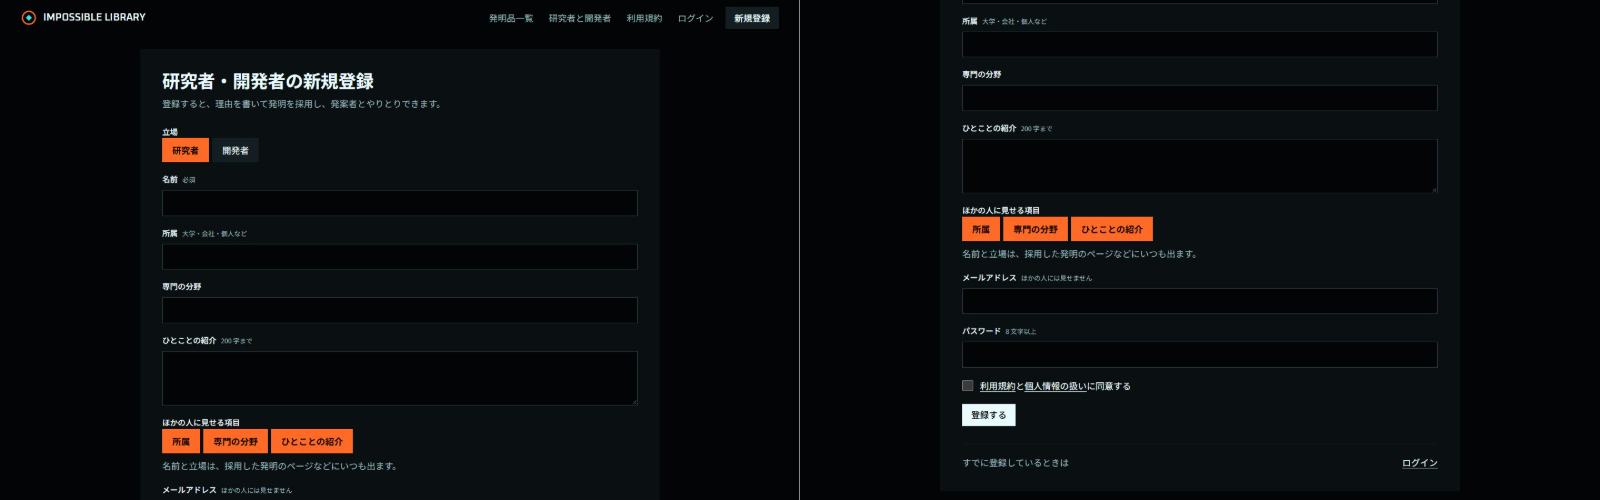 IMPOSSIBLE LIBRARY
発明品一覧 研究者と開発者 利用規約 ログイン 新規登録
研究者・開発者の新規登録
登録すると、理由を書いて発明を採用し、発案者とやりとりできます。
立場
研究者 開発者
名前 必須
所属 大学・会社・個人など
専門の分野
ひとことの紹介 200 字まで
ほかの人に見せる項目
所属 専門の分野 ひとことの紹介
名前と立場は、採用した発明のページなどにいつも出ます。
メールアドレス ほかの人には見せません
所属 大学・会社・個人など
専門の分野
ひとことの紹介 200 字まで
ほかの人に見せる項目
所属 専門の分野 ひとことの紹介
名前と立場は、採用した発明のページなどにいつも出ます。
メールアドレス ほかの人には見せません
パスワード 8 文字以上
利用規約と個人情報の扱いに同意する
登録する
すでに登録しているときは ログイン